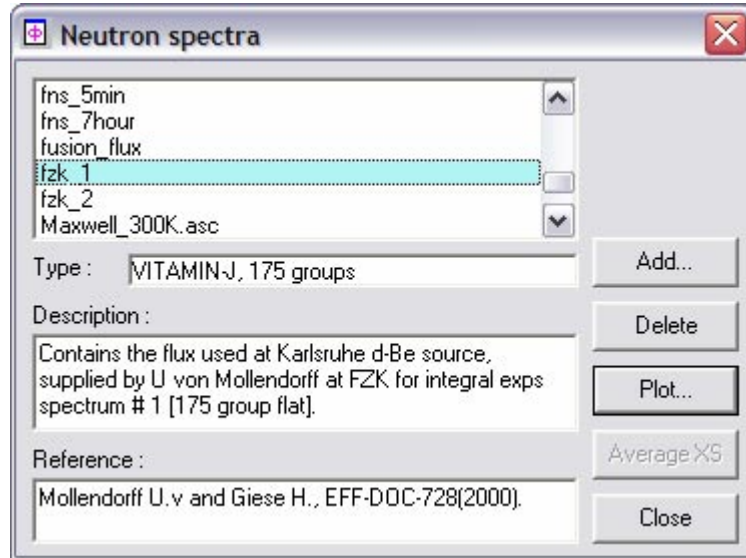 Neutron spectra
fns_5min
fns_7hour
fusion_flux
fzk_1
fzk_2
Maxwell_300K.asc
Type :
VITAMIN-J, 175 groups
Add...
Description :
Delete
Contains the flux used at Karlsruhe d-Be source,
supplied by U von Mollendorff at FZK for integral exps
spectrum # 1 [175 group flat].
Plot...
Reference :
Average XS
Mollendorff U.v and Giese H., EFF-DOC-728(2000).
Close